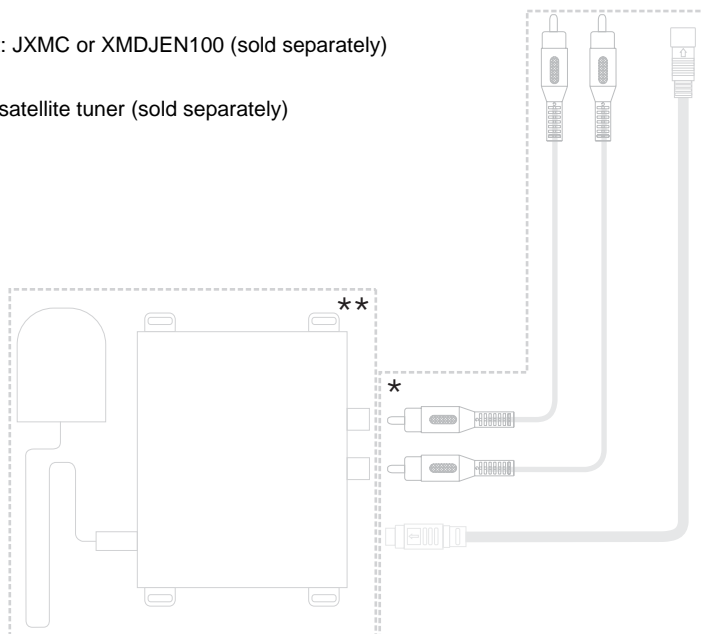 : JXMC or XMDJEN100 (sold separately)
satellite tuner (sold separately)
**
*